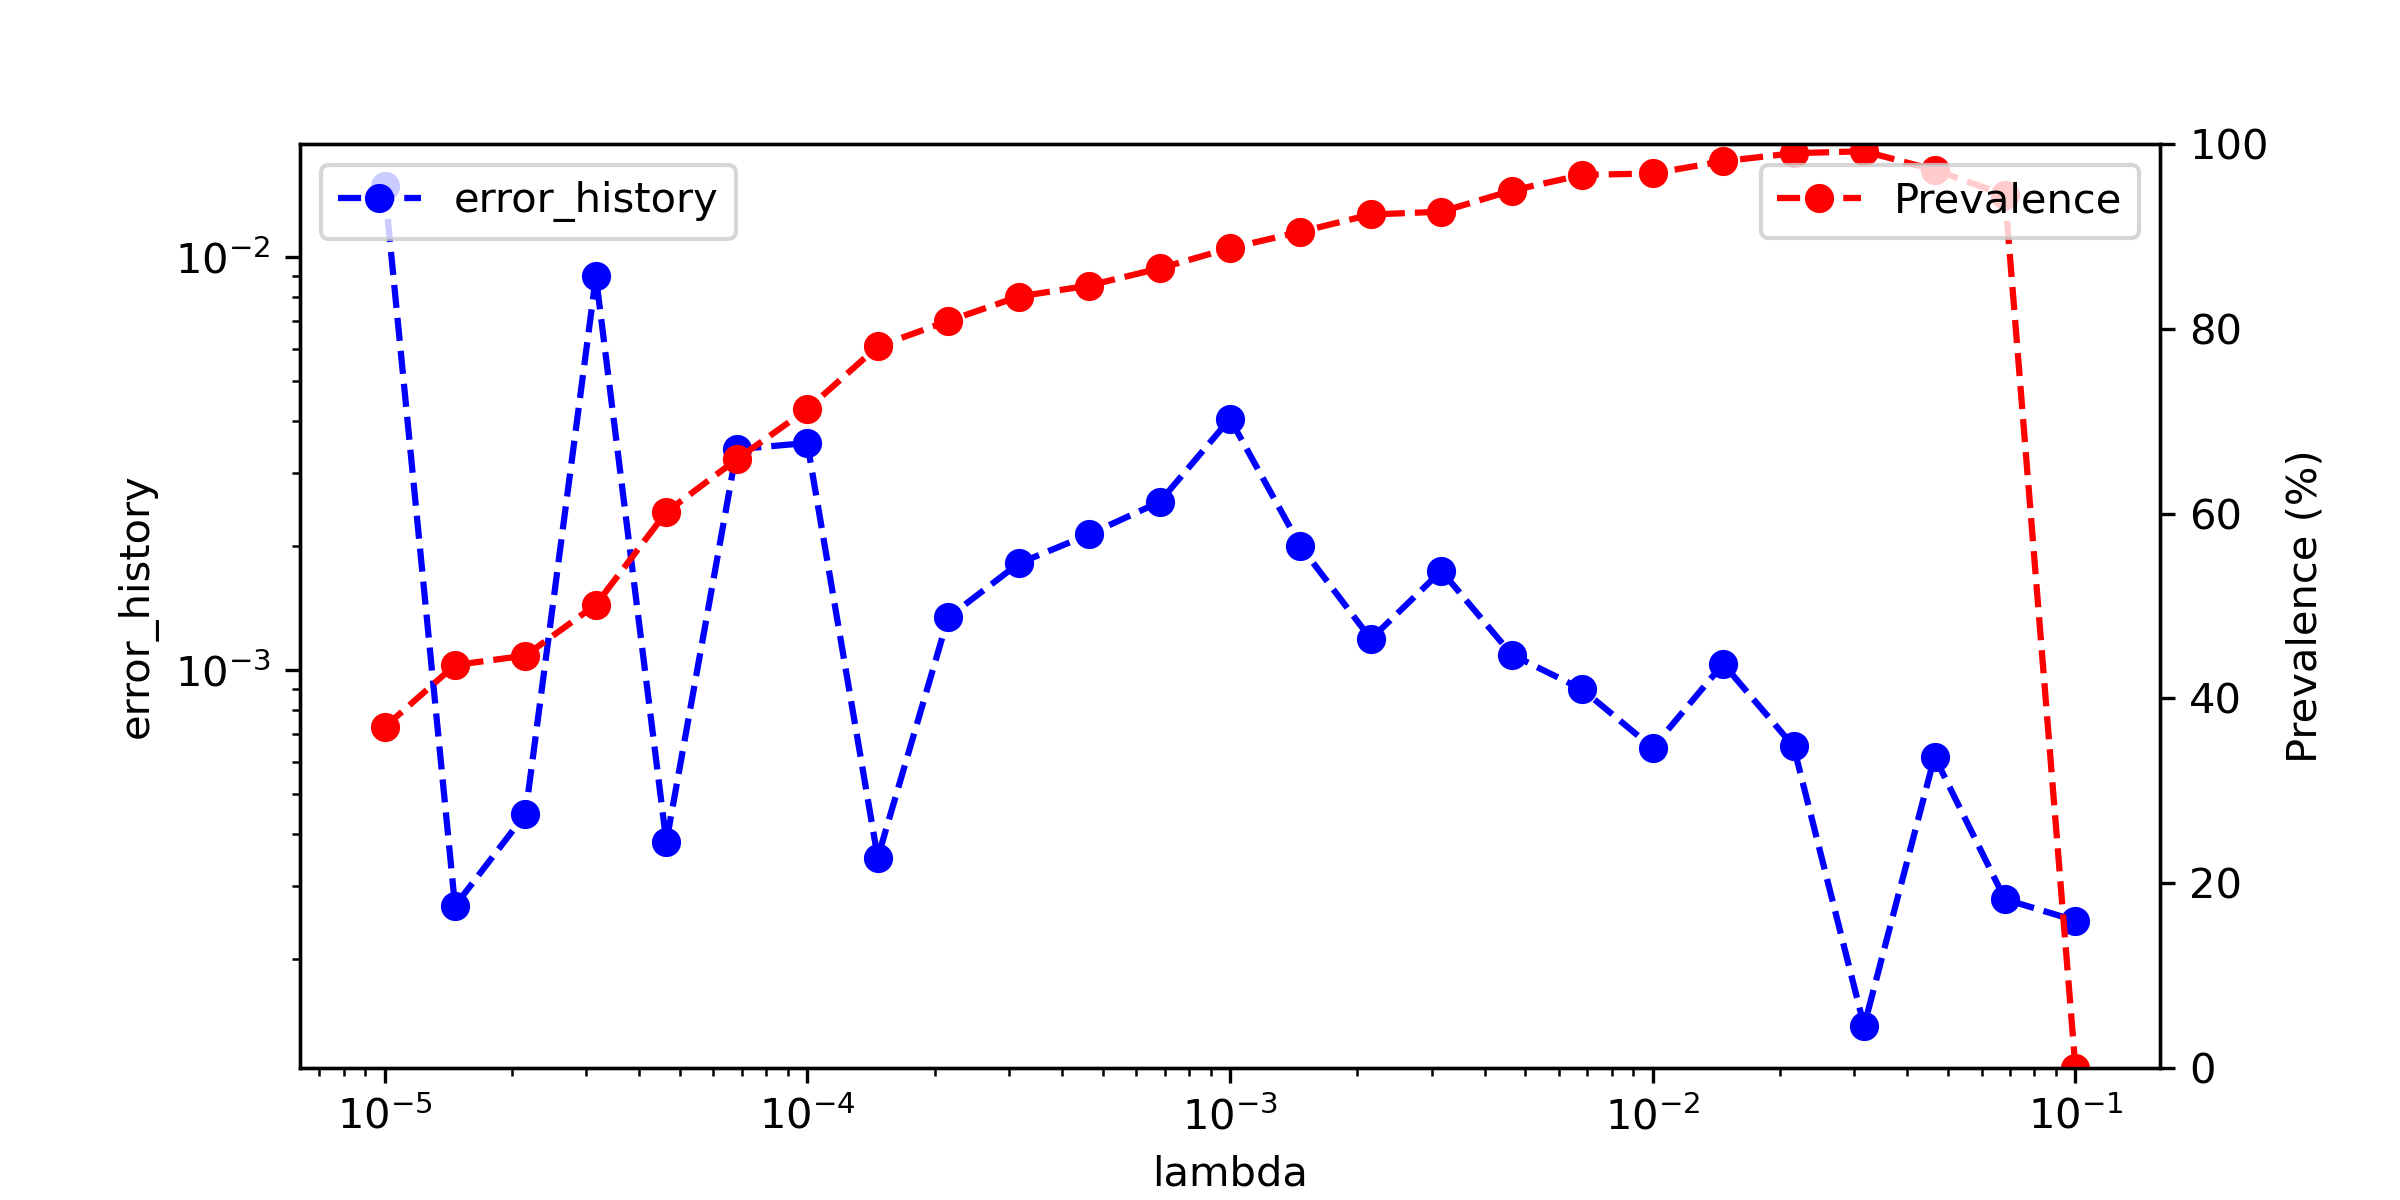 error_history
Prevalence
10⁻²
10⁻³
error_history
100
80
60
40
20
0
Prevalence (%)
10⁻⁵ 10⁻⁴ 10⁻³ 10⁻² 10⁻¹
lambda